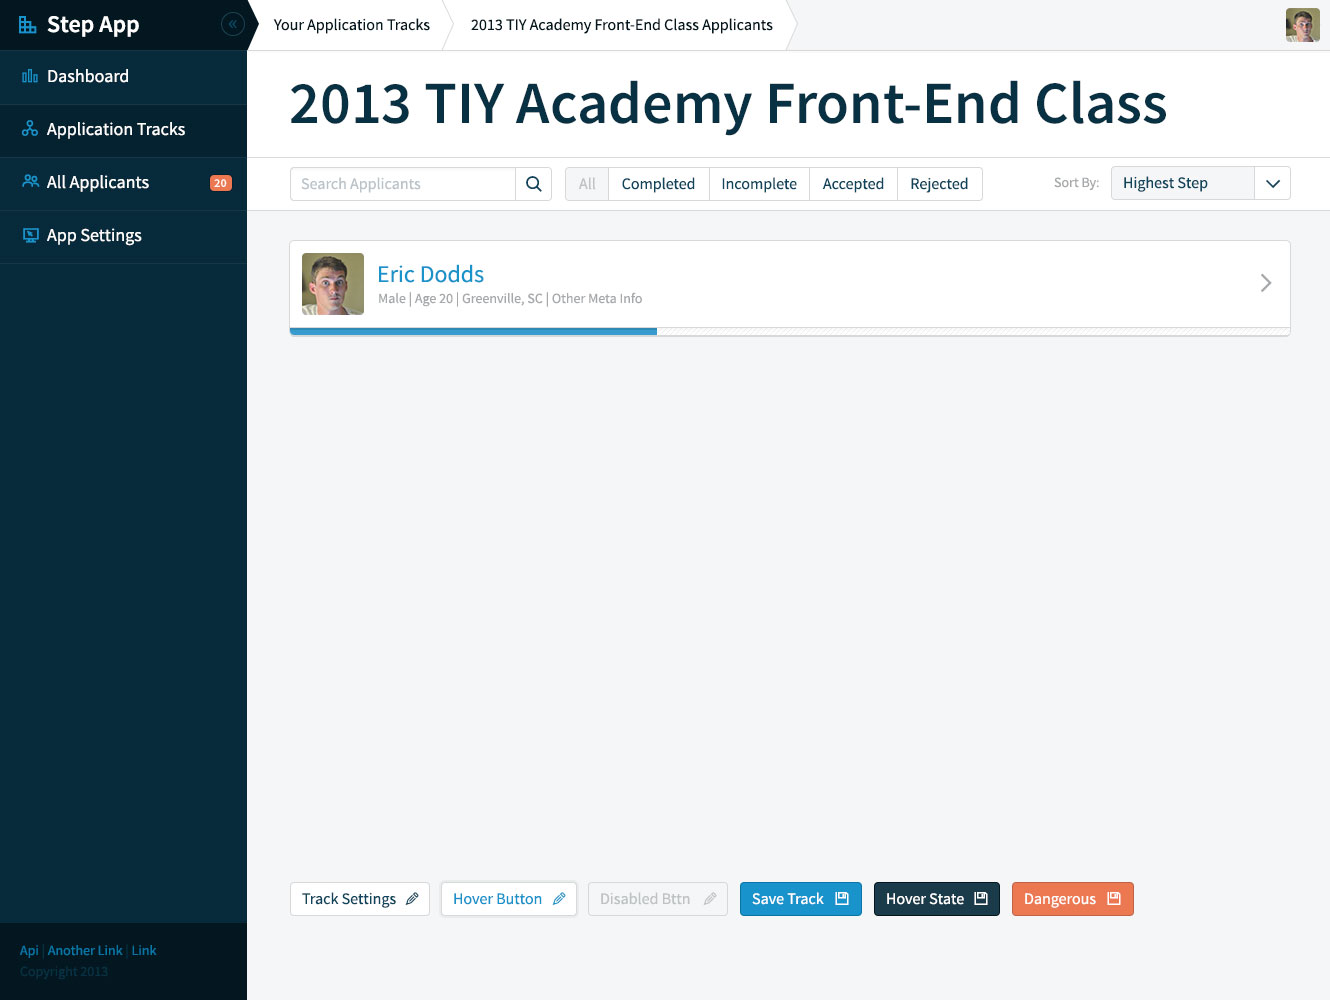 Step App
«
Your Application Tracks
2013 TIY Academy Front-End Class Applicants
Dashboard
Application Tracks
All Applicants
20
App Settings
2013 TIY Academy Front-End Class
Search Applicants
All
Completed
Incomplete
Accepted
Rejected
Sort By:
Highest Step
Eric Dodds
Male | Age 20 | Greenville, SC | Other Meta Info
Track Settings
Hover Button
Disabled Bttn
Save Track
Hover State
Dangerous
Api | Another Link | Link
Copyright 2013